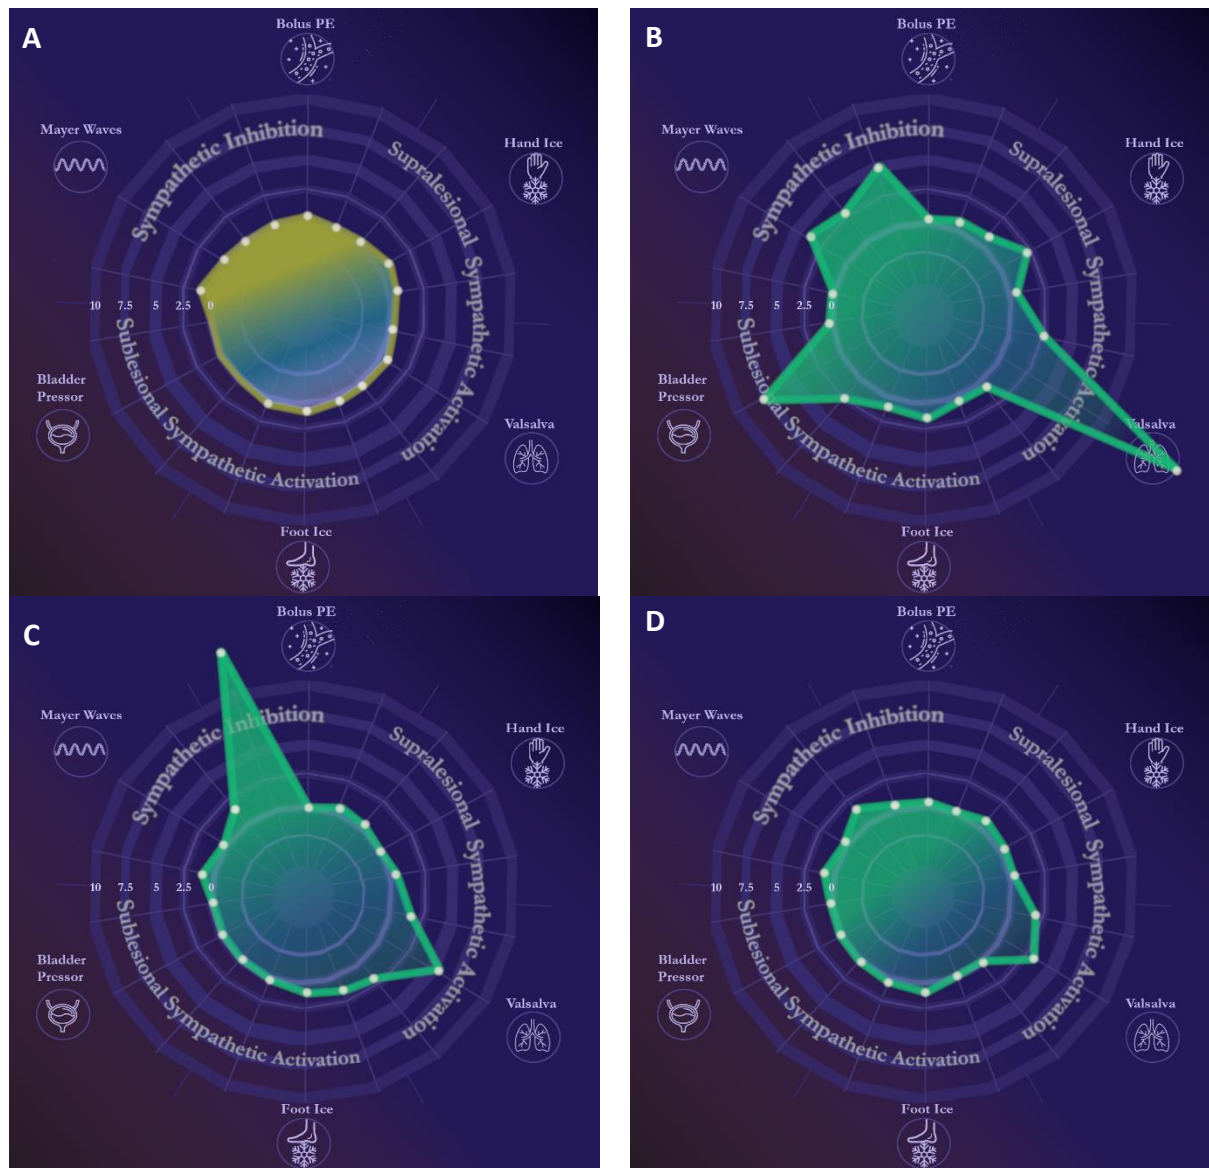 A
Bolus PE
Mayer Waves
Hand Ice
Sympathetic Inhibition
Supralesional Sympathetic Activation
10 7.5 5 2.5 0
Sublesional Sympathetic Activation
Bladder
Pressor
Valsalva
Foot Ice
B
Bolus PE
Mayer Waves
Hand Ice
Sympathetic Inhibition
Supralesional Sympathetic Activation
10 7.5 5 2.5 0
Sublesional Sympathetic Activation
Bladder
Pressor
Valsalva
Foot Ice
C
Bolus PE
Mayer Waves
Hand Ice
Sympathetic Inhibition
Supralesional Sympathetic Activation
10 7.5 5 2.5 0
Sublesional Sympathetic Activation
Bladder
Pressor
Valsalva
Foot Ice
D
Bolus PE
Mayer Waves
Hand Ice
Sympathetic Inhibition
Supralesional Sympathetic Activation
10 7.5 5 2.5 0
Sublesional Sympathetic Activation
Bladder
Pressor
Valsalva
Foot Ice